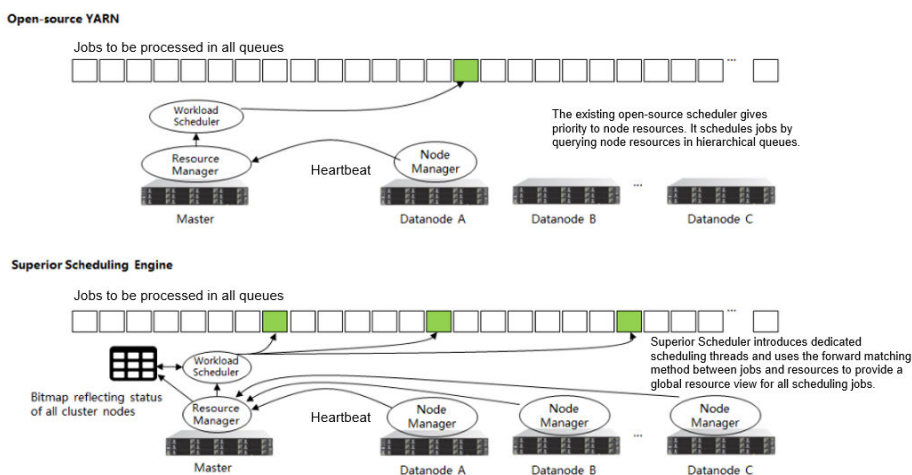 Open-source YARN
Jobs to be processed in all queues
...
Workload
Scheduler
The existing open-source scheduler gives
priority to node resources. It schedules jobs by
querying node resources in hierarchical queues.
Resource
Manager
Heartbeat
Node
Manager
...
Master
Datanode A
Datanode B
Datanode C
Superior Scheduling Engine
Jobs to be processed in all queues
...
Superior Scheduler introduces dedicated
scheduling threads and uses the forward matching
method between jobs and resources to provide a
global resource view for all scheduling jobs.
Workload
Scheduler
Bitmap reflecting status
of all cluster nodes
Resource
Manager
Heartbeat
Node
Manager
Node
Manager
Node
Manager
...
Master
Datanode A
Datanode B
Datanode C